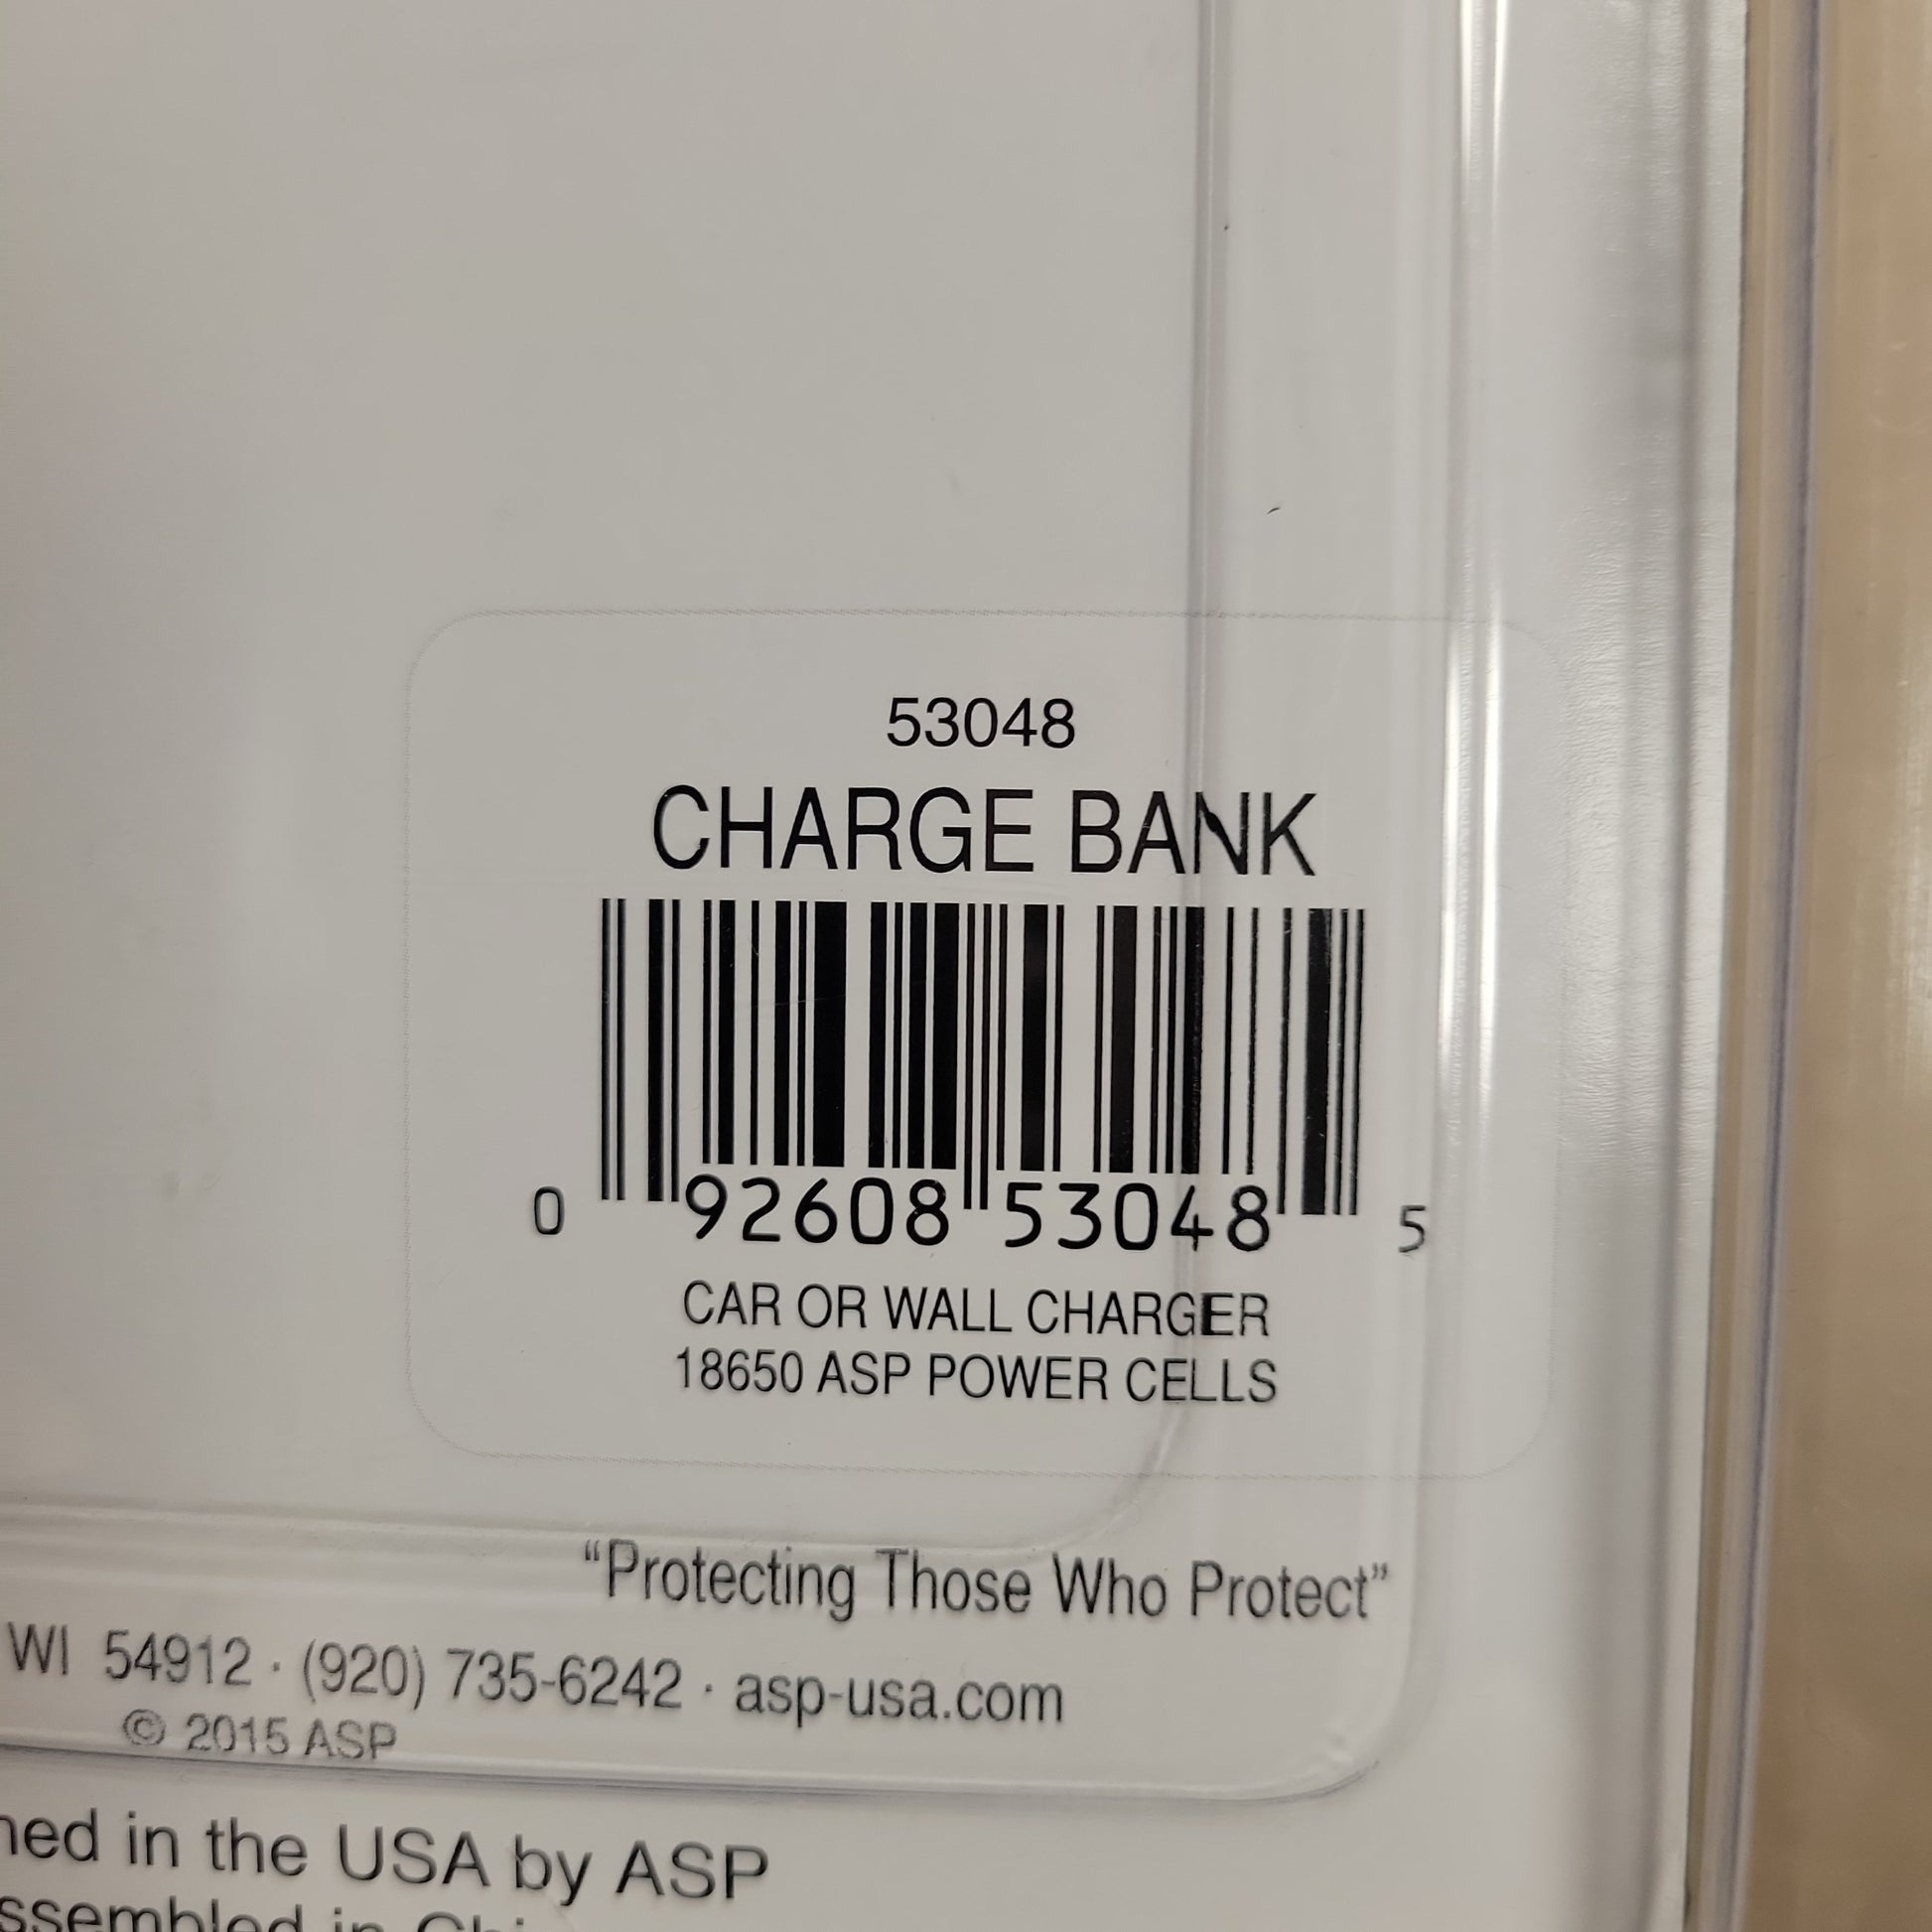 53048
CHARGE BANK
0 92608 53048 5
CAR OR WALL CHARGER
18650 ASP POWER CELLS
“Protecting Those Who Protect”
WI 54912 · (920) 735-6242 · asp-usa.com
© 2015 ASP
in the USA by ASP
in